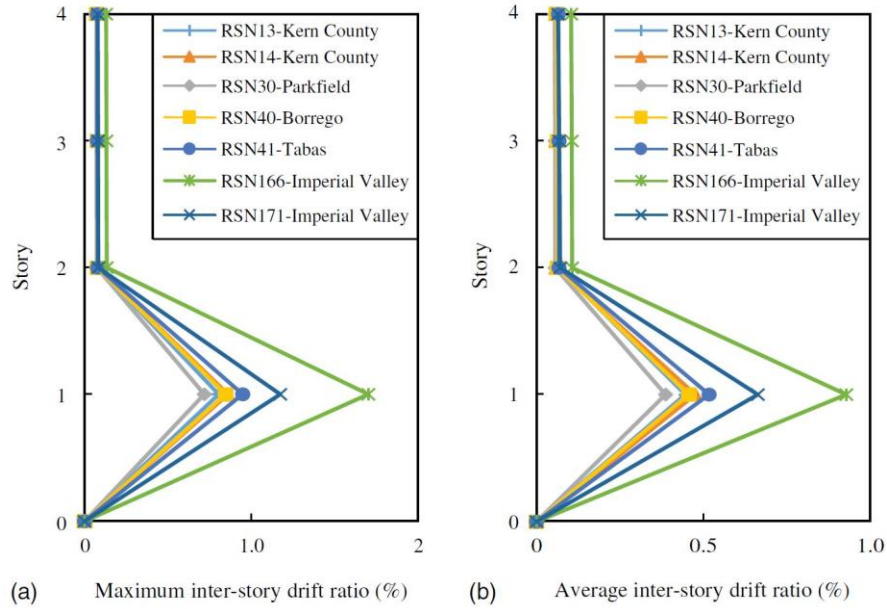 4
3
2
1
0
Story
RSN13-Kern County
RSN14-Kern County
RSN30-Parkfield
RSN40-Borrego
RSN41-Tabas
RSN166-Imperial Valley
RSN171-Imperial Valley
0
1.0
2
(a) Maximum inter-story drift ratio (%)
4
3
2
1
0
Story
RSN13-Kern County
RSN14-Kern County
RSN30-Parkfield
RSN40-Borrego
RSN41-Tabas
RSN166-Imperial Valley
RSN171-Imperial Valley
0
0.5
1.0
(b) Average inter-story drift ratio (%)